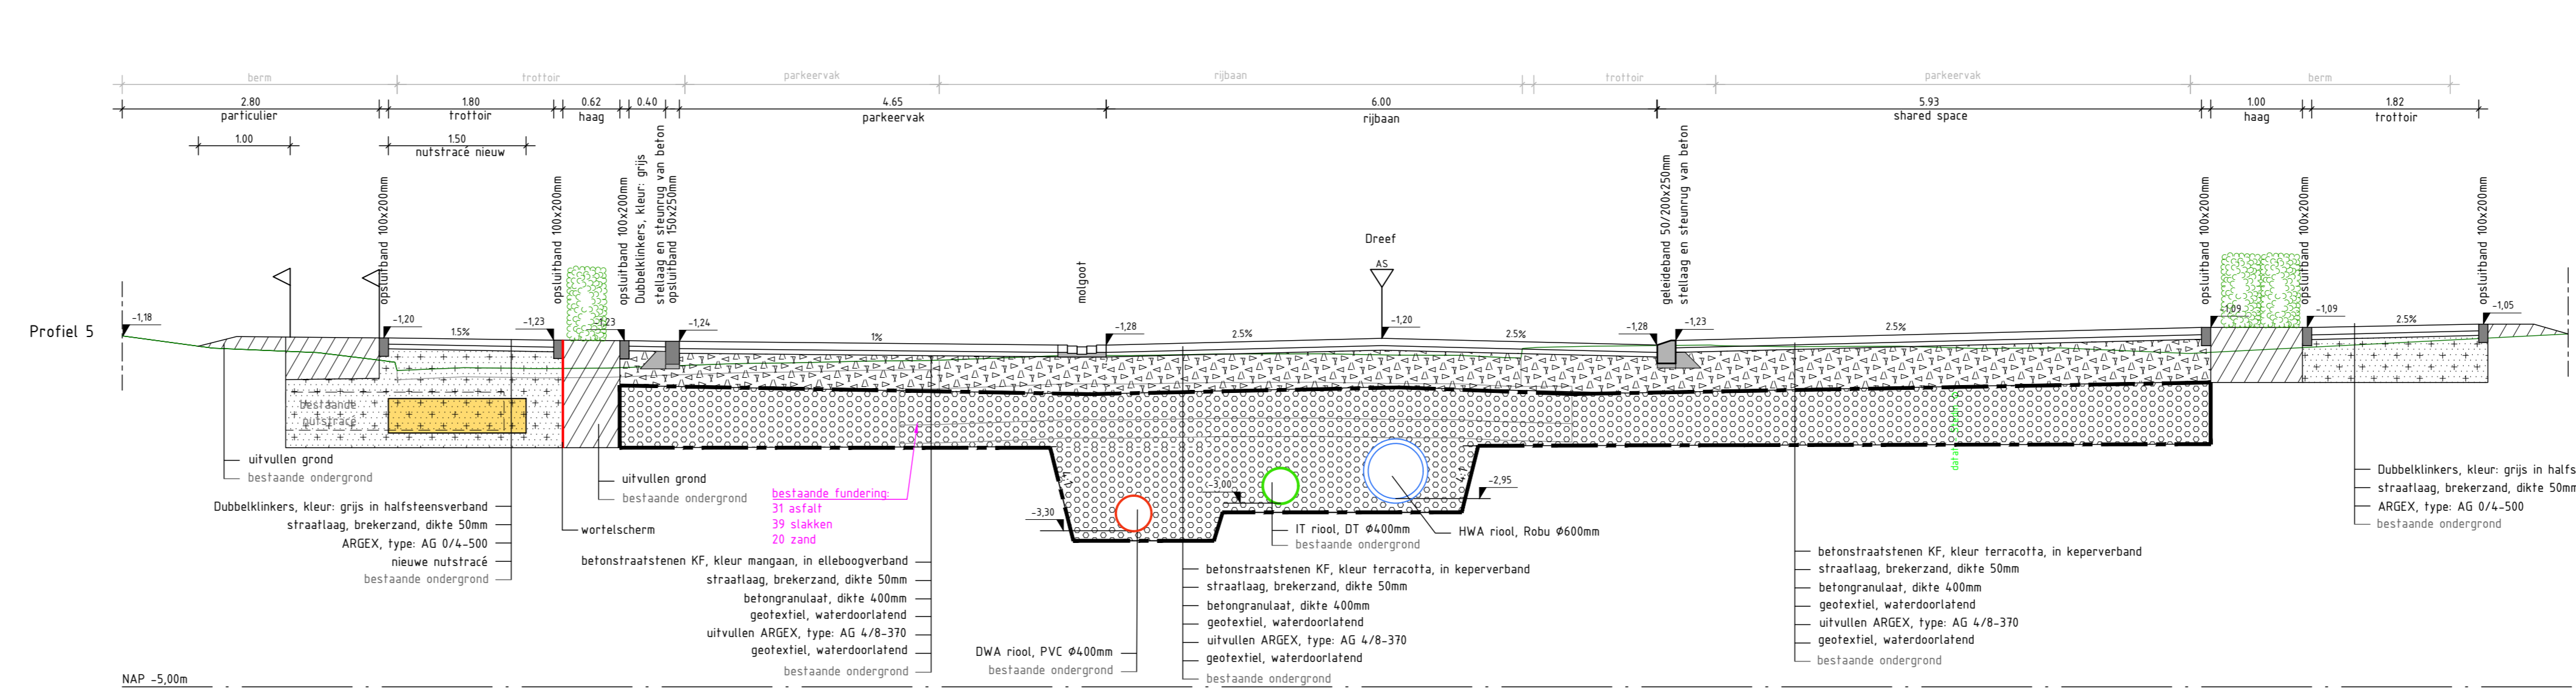 berm trottoir parkeervak rijbaan trottoir parkeervak berm
2.80 1.80 0.62 0.40 4.65 6.00 5.93 1.00 1.82
particulier trottoir haag parkeervak rijbaan shared space haag trottoir
1.00 1.50
nutstracé nieuw
opsluitband 100x200mm
opsluitband 100x200mm
opsluitband 100x200mm
Dubbelklinkers, kleur: grijs
stellaag en steunrug van beton
opsluitband 150x250mm
molgoot
Dreef
AS
geleideband 50/200x250mm
stellaag en steunrug van beton
opsluitband 100x200mm
opsluitband 100x200mm
opsluitband 100x200mm
Profiel 5
-1,18 -1,20 1.5% -1,23 -1,23 -1,24 1% -1,28 2.5% -1,20 2.5% -1,28 -1,23 2.5% -1,09 -1,09 2.5% -1,05
bestaande
nutstracé
uitvullen grond
bestaande ondergrond
Dubbelklinkers, kleur: grijs in halfsteensverband
straatlaag, brekerzand, dikte 50mm
ARGEX, type: AG 0/4-500
nieuwe nutstracé
bestaande ondergrond
wortelscherm
uitvullen grond
bestaande ondergrond
bestaande fundering:
31 asfalt
39 slakken
20 zand
betonstraatstenen KF, kleur mangaan, in elleboogverband
straatlaag, brekerzand, dikte 50mm
betongranulaat, dikte 400mm
geotextiel, waterdoorlatend
uitvullen ARGEX, type: AG 4/8-370
geotextiel, waterdoorlatend
bestaande ondergrond
4:1
-3,30
DWA riool, PVC Ø400mm
bestaande ondergrond
-3,00
IT riool, DT Ø400mm
bestaande ondergrond
4:1
-2,95
HWA riool, Robu Ø600mm
betonstraatstenen KF, kleur terracotta, in keperverband
straatlaag, brekerzand, dikte 50mm
betongranulaat, dikte 400mm
geotextiel, waterdoorlatend
uitvullen ARGEX, type: AG 4/8-370
geotextiel, waterdoorlatend
bestaande ondergrond
betonstraatstenen KF, kleur terracotta, in keperverband
straatlaag, brekerzand, dikte 50mm
betongranulaat, dikte 400mm
geotextiel, waterdoorlatend
uitvullen ARGEX, type: AG 4/8-370
geotextiel, waterdoorlatend
bestaande ondergrond
Dubbelklinkers, kleur: grijs in halfs
straatlaag, brekerzand, dikte 50mm
ARGEX, type: AG 0/4-500
bestaande ondergrond
NAP -5,00m